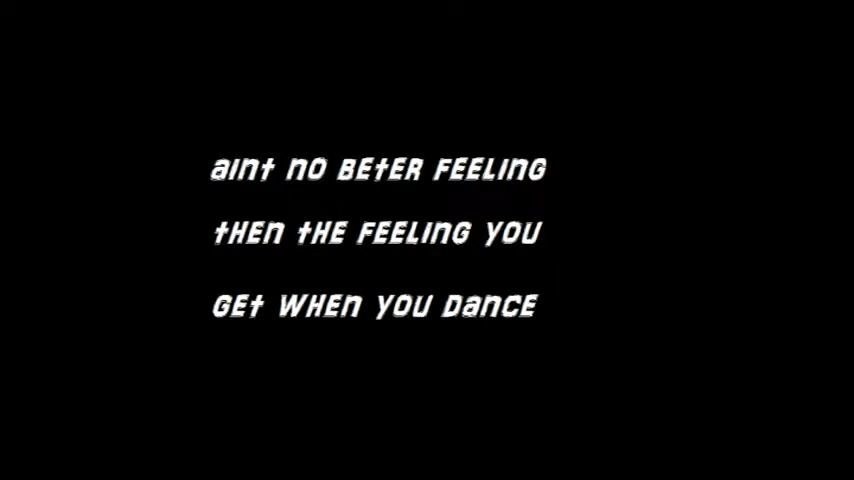 aint no BETER FEELING
tHEn tHE FEELInG YOU
GEt WHEn YOU DanCE